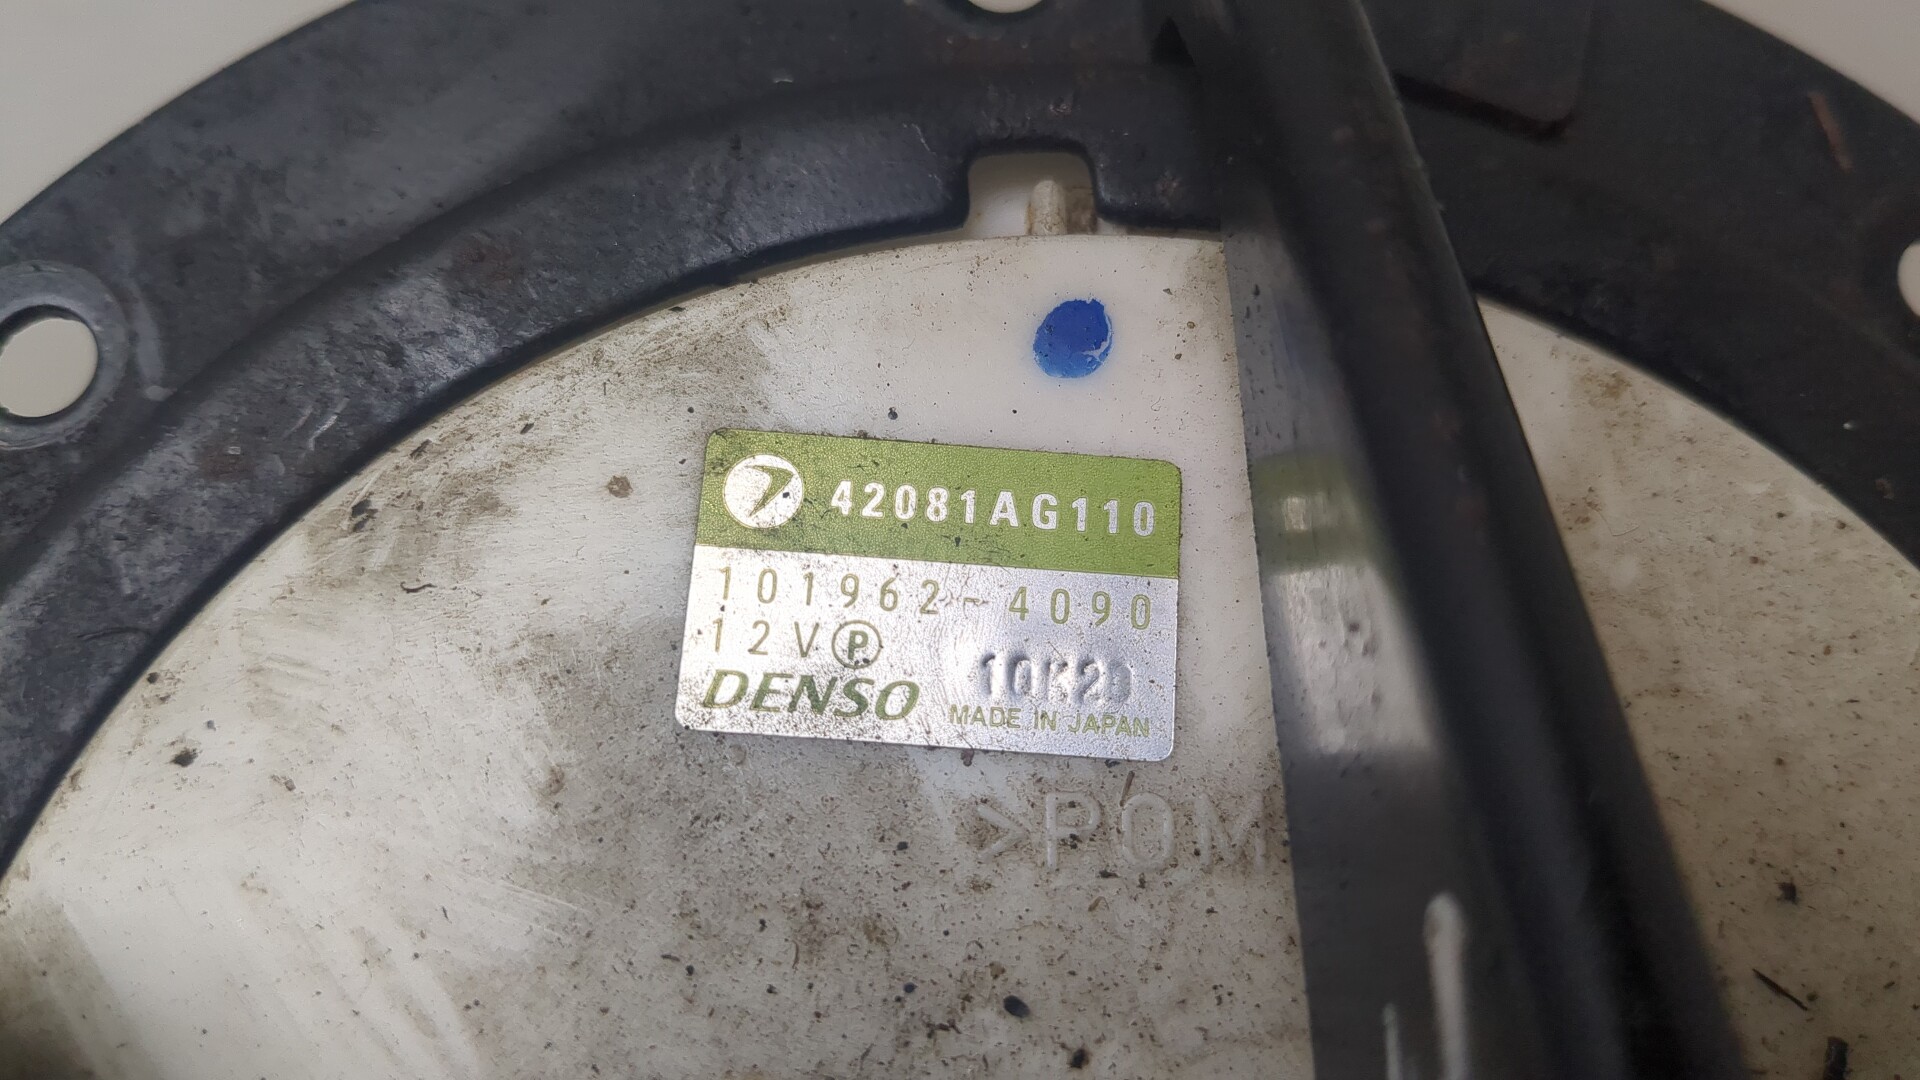 42081AG110
101962-4090
12V Ⓟ
DENSO
MADE IN JAPAN
>POM